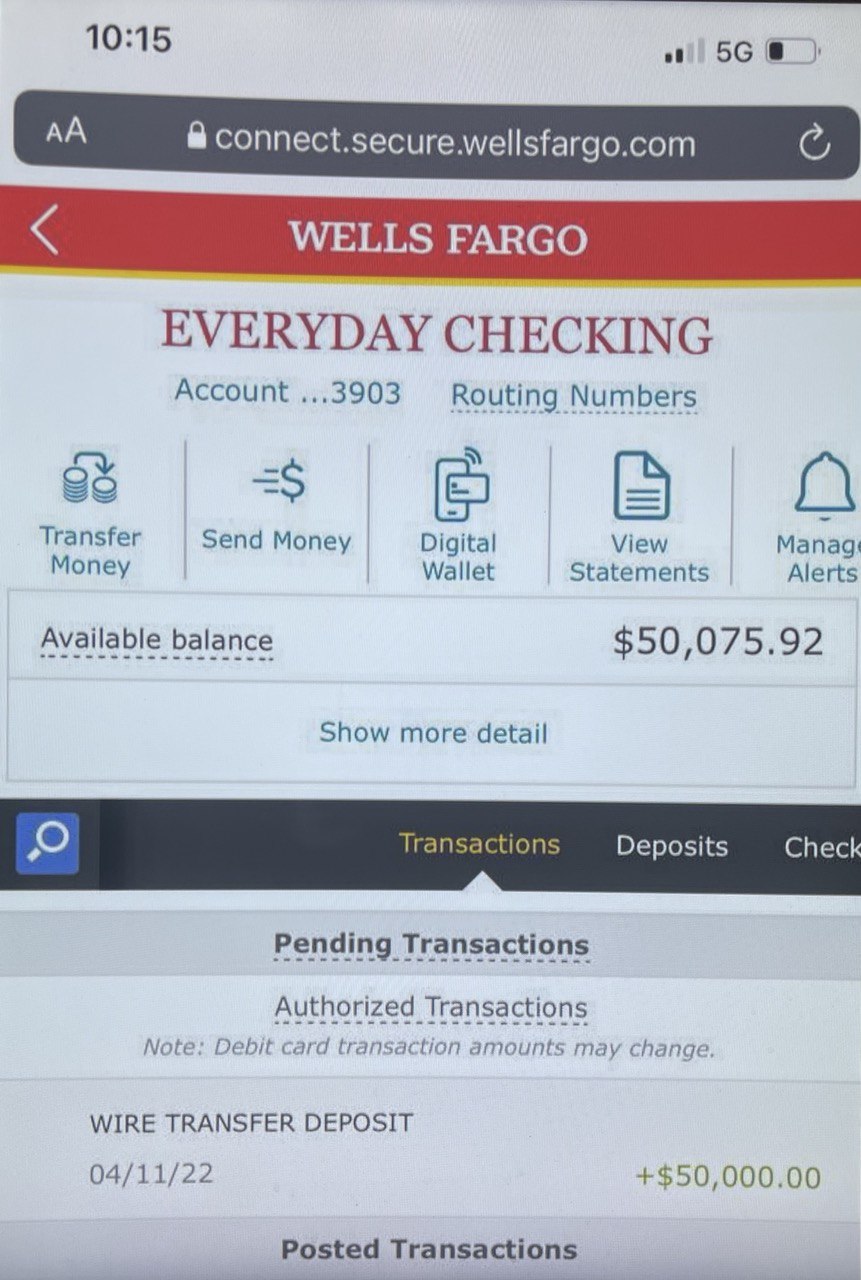 10:15
5G
AA connect.secure.wellsfargo.com
WELLS FARGO
EVERYDAY CHECKING
Account ...3903 Routing Numbers
Transfer Money
Send Money
Digital Wallet
View Statements
Manage Alerts
Available balance $50,075.92
Show more detail
Transactions Deposits Check
Pending Transactions
Authorized Transactions
Note: Debit card transaction amounts may change.
WIRE TRANSFER DEPOSIT
04/11/22 +$50,000.00
Posted Transactions